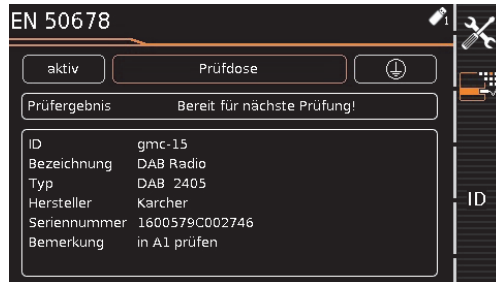 EN 50678
1
aktiv Prüfdose
Prüfergebnis Bereit für nächste Prüfung!
ID gmc-15
Bezeichnung DAB Radio
Typ DAB 2405
Hersteller Karcher
Seriennummer 1600579C002746
Bemerkung in A1 prüfen
ID